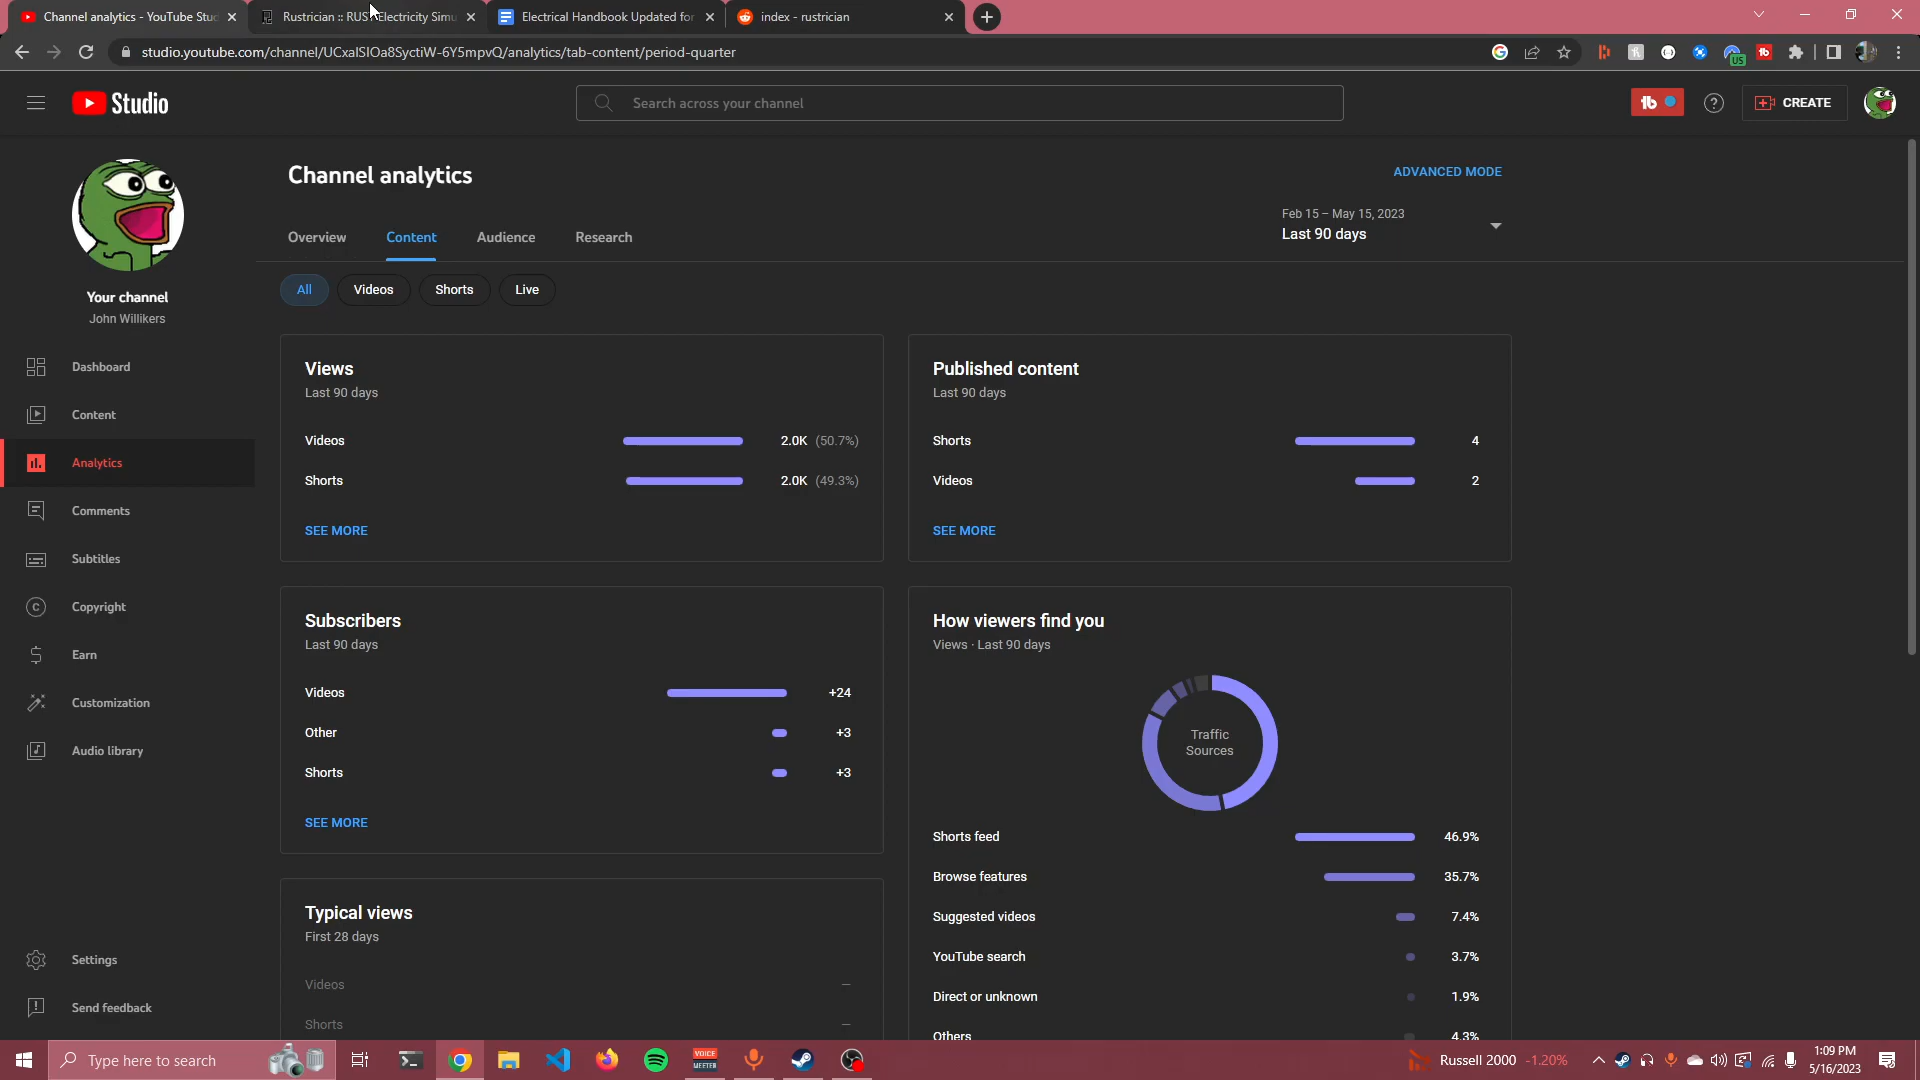 Channel analytics - YouTube Stud
Rustrician :: RUST Electricity Simu
Electrical Handbook Updated for
index - rustrician
studio.youtube.com/channel/UCxalSIOa8SyctiW-6Y5mpvQ/analytics/tab-content/period-quarter
US
Studio
Search across your channel
tb
?
CREATE
Your channel
John Willikers
Dashboard
Content
Analytics
Comments
Subtitles
Copyright
Earn
Customization
Audio library
Settings
Send feedback
Channel analytics
ADVANCED MODE
Overview
Content
Audience
Research
Feb 15 – May 15, 2023
Last 90 days
All
Videos
Shorts
Live
Views
Last 90 days
Videos 2.0K (50.7%)
Shorts 2.0K (49.3%)
SEE MORE
Published content
Last 90 days
Shorts 4
Videos 2
SEE MORE
Subscribers
Last 90 days
Videos +24
Other +3
Shorts +3
SEE MORE
How viewers find you
Views · Last 90 days
Traffic
Sources
Shorts feed 46.9%
Browse features 35.7%
Suggested videos 7.4%
YouTube search 3.7%
Direct or unknown 1.9%
Others 4.3%
Typical views
First 28 days
Videos —
Shorts —
Type here to search
VOICE
MEETER
Russell 2000 -1.20%
1:09 PM
5/16/2023